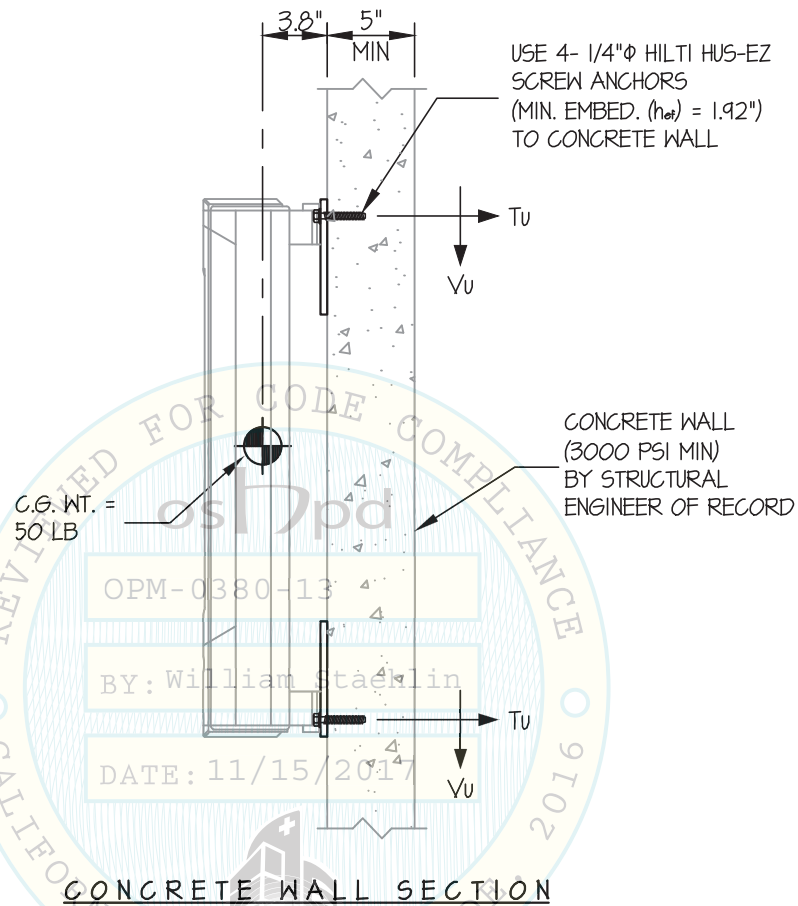 3.8" 5"
MIN
USE 4- 1/4"Φ HILTI HUS-EZ
SCREW ANCHORS
(MIN. EMBED. (hef) = 1.92")
TO CONCRETE WALL
Tu
Vu
CONCRETE WALL
(3000 PSI MIN)
BY STRUCTURAL
ENGINEER OF RECORD
C.G. WT. =
50 LB
REVIEWED FOR CODE COMPLIANCE
oshpd
OPM-0380-13
BY: William Staehlin
DATE: 11/15/2017
Tu
Vu
2016
CONCRETE WALL SECTION